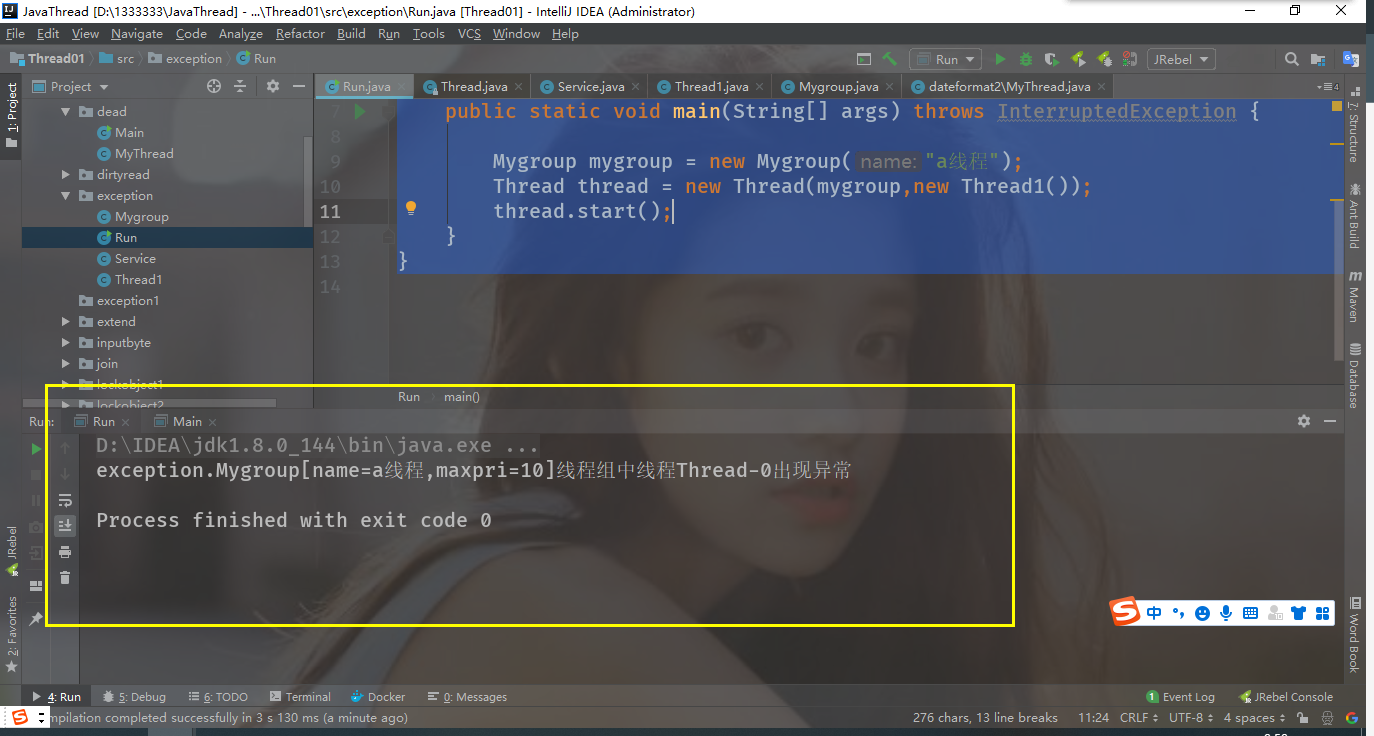 JavaThread [D:\1333333\JavaThread] - ...\Thread01\src\exception\Run.java [Thread01] - IntelliJ IDEA (Administrator)
File Edit View Navigate Code Analyze Refactor Build Run Tools VCS Window Help
Thread01 src exception Run
Run JRebel
Project
Run.java Thread.java Service.java Thread1.java Mygroup.java dateformat2\MyThread.java
4
1: Project
dead
Main
MyThread
dirtyread
exception
Mygroup
Run
Service
Thread1
exception1
extend
inputbyte
join
lockobject1
lockobject2
public static void main(String[] args) throws InterruptedException {
8
9 Mygroup mygroup = new Mygroup( name: "a线程");
10 Thread thread = new Thread(mygroup,new Thread1());
11 thread.start();
12 }
13 }
14
Run main()
Z: Structure
Ant Build
Maven
Database
Word Book
Run: Run Main
D:\IDEA\jdk1.8.0_144\bin\java.exe ...
exception.Mygroup[name=a线程,maxpri=10]线程组中线程Thread-0出现异常
Process finished with exit code 0
JRebel
2: Favorites
中
4: Run 5: Debug 6: TODO Terminal Docker 0: Messages
1 Event Log JRebel Console
mpilation completed successfully in 3 s 130 ms (a minute ago)
276 chars, 13 line breaks 11:24 CRLF UTF-8 4 spaces